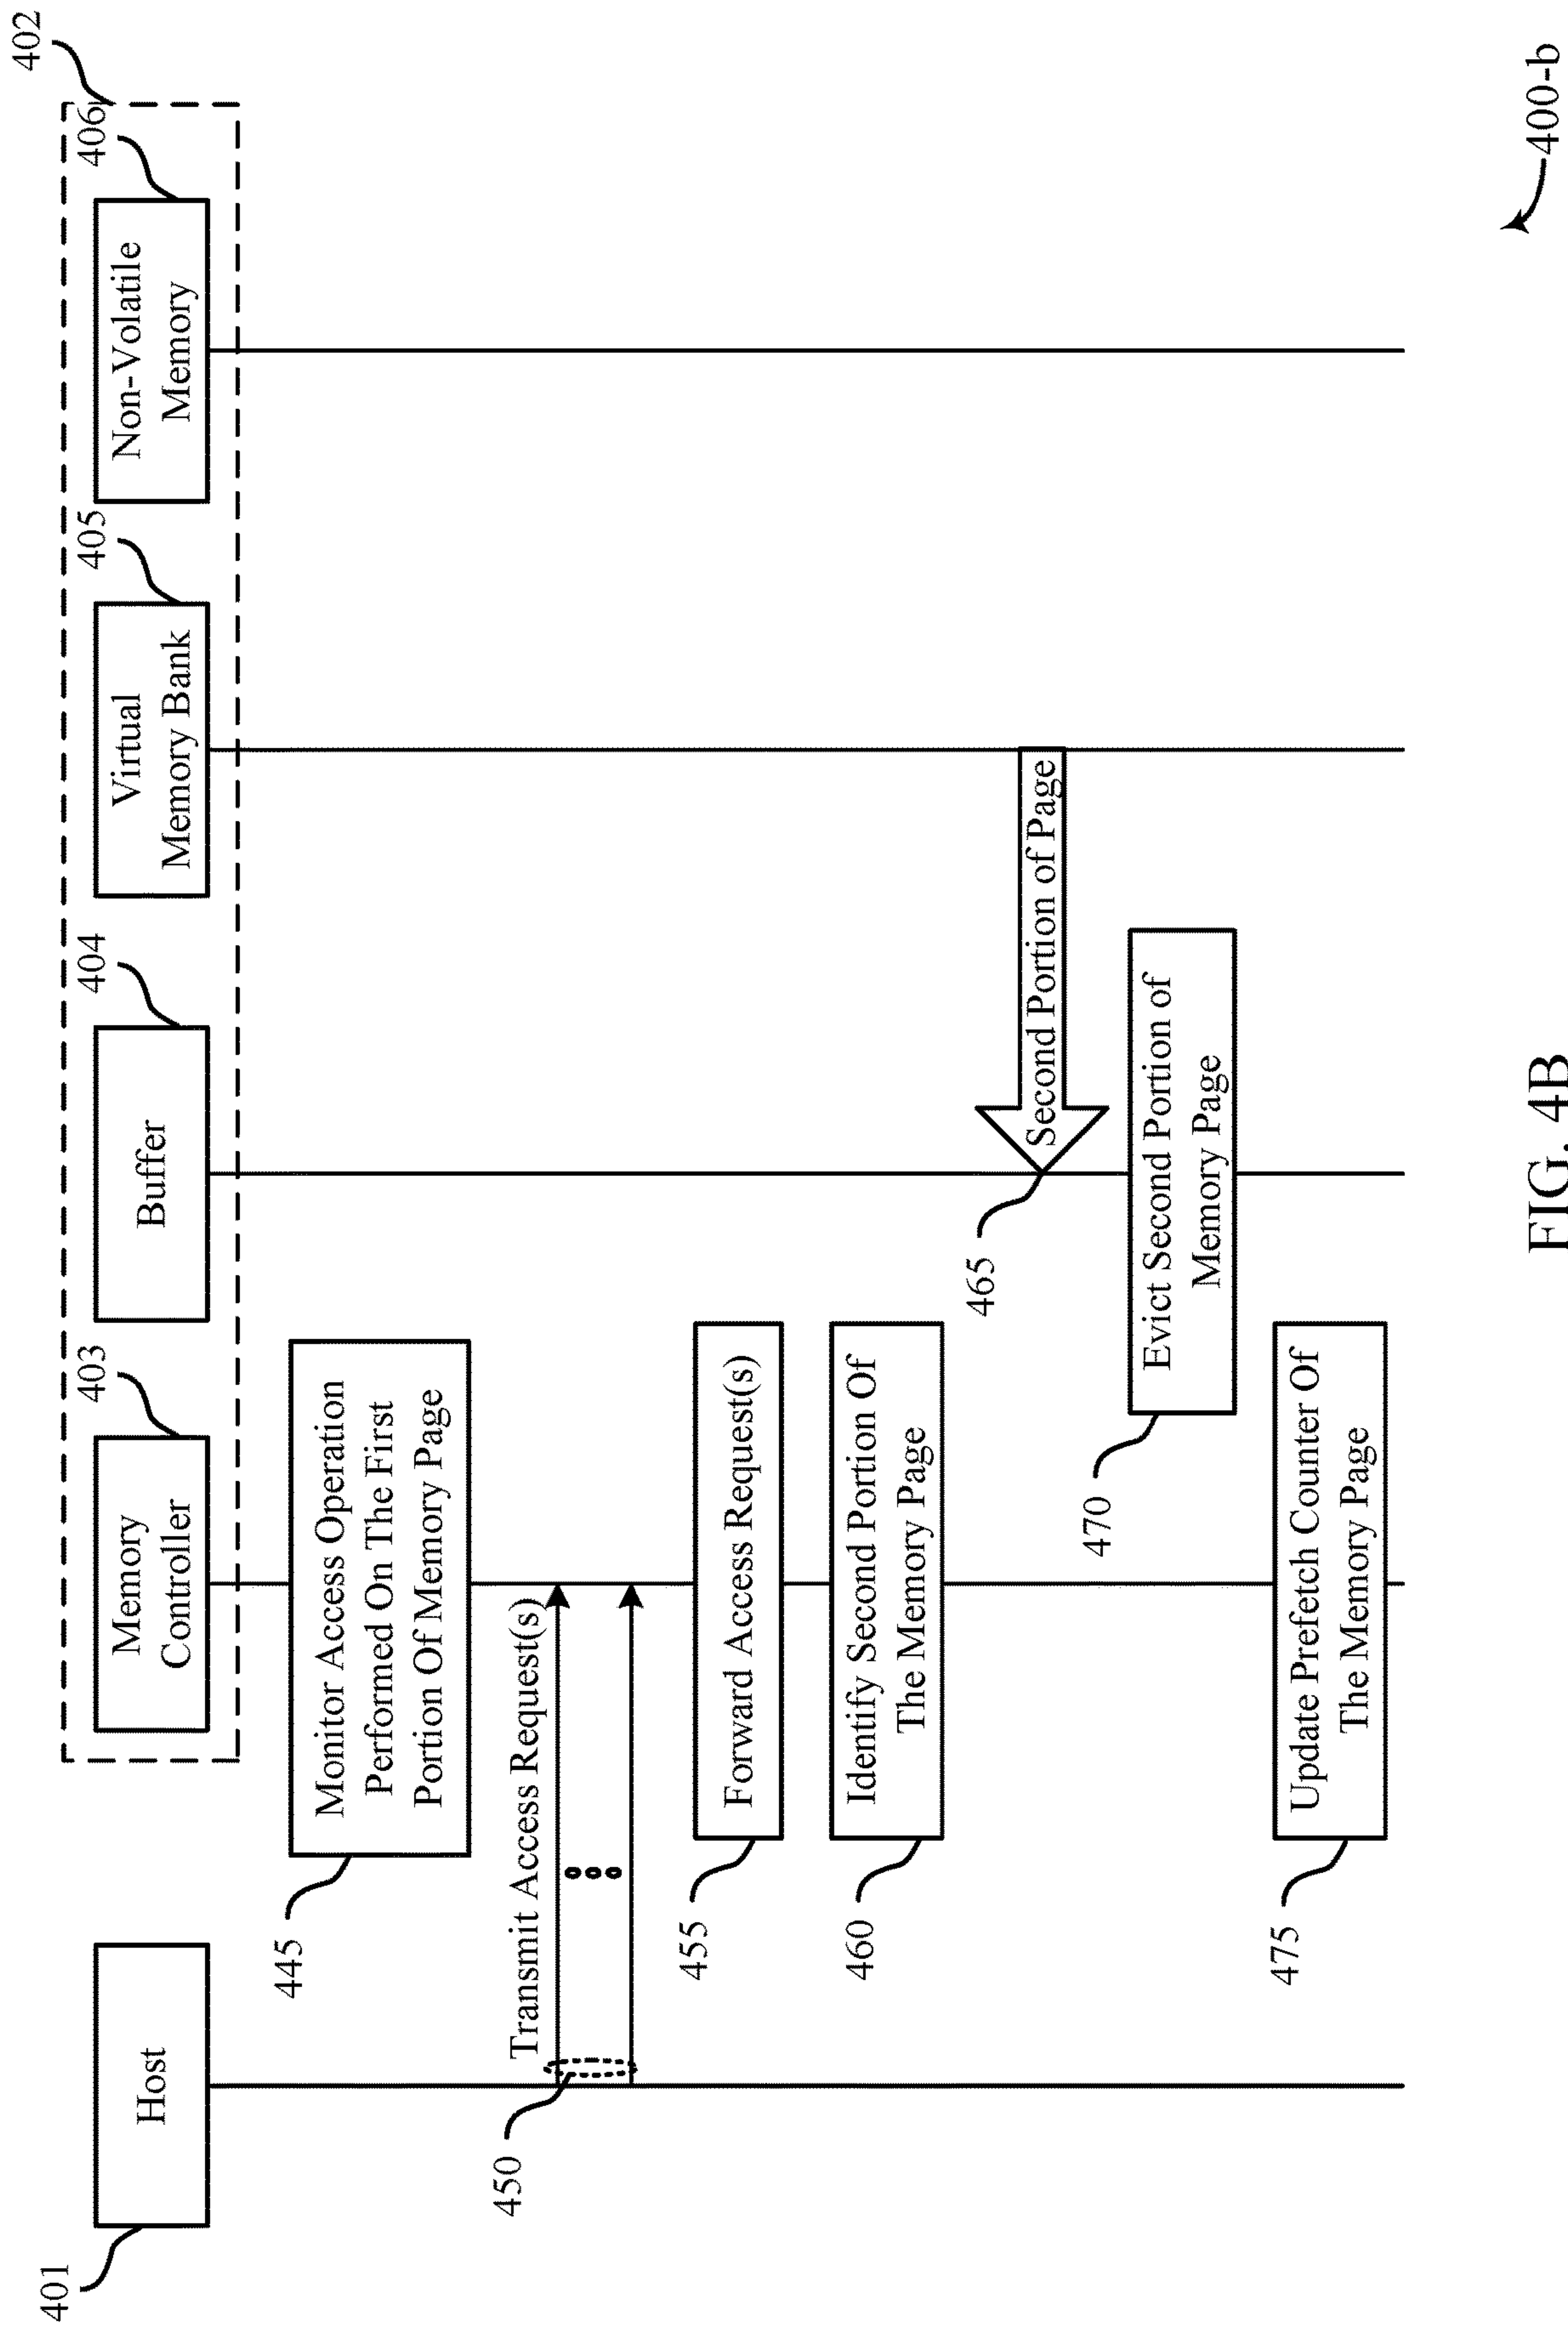 402
401
Host
403
Memory
Controller
404
Buffer
405
Virtual
Memory Bank
406
Non-Volatile
Memory
445
Monitor Access Operation
Performed On The First
Portion Of Memory Page
450
Transmit Access Request(s)
455
Forward Access Request(s)
460
Identify Second Portion Of
The Memory Page
465
Second Portion of Page
470
Evict Second Portion of
Memory Page
475
Update Prefetch Counter Of
The Memory Page
400-b
FIG. 4B